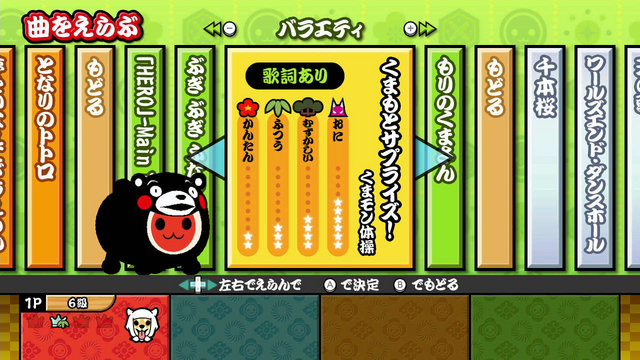 曲をえらぶ
バラエティ
となりのトトロ
もどる
「HERO」-Main
ぶぎ ぶぎ
歌詞あり
くまもとサプライズ!
くまモン体操
かんたん
ふつう
むずかしい
おに
もりのくまさん
もどる
千本桜
ワールズエンド・ダンスホール
左右でえらんで
Aで決定
Bでもどる
1P
6級